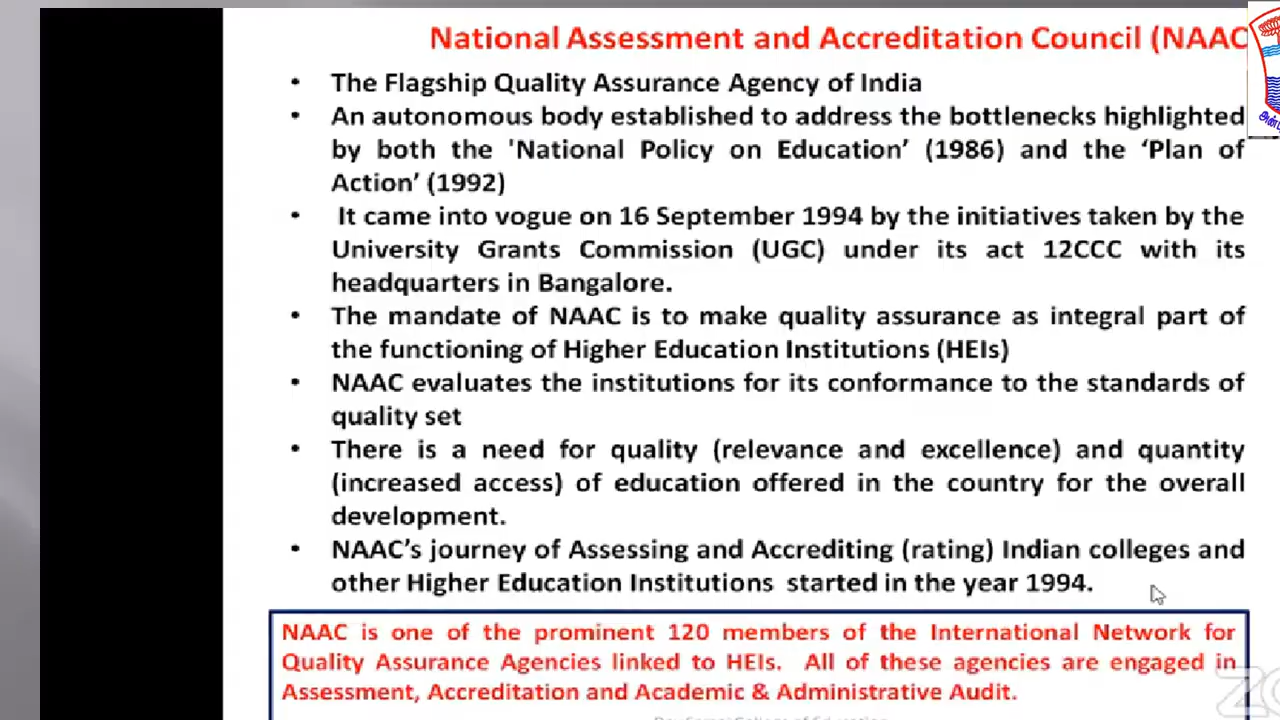 National Assessment and Accreditation Council (NAAC
• The Flagship Quality Assurance Agency of India
• An autonomous body established to address the bottlenecks highlighted
by both the 'National Policy on Education’ (1986) and the ‘Plan of
Action’ (1992)
• It came into vogue on 16 September 1994 by the initiatives taken by the
University Grants Commission (UGC) under its act 12CCC with its
headquarters in Bangalore.
• The mandate of NAAC is to make quality assurance as integral part of
the functioning of Higher Education Institutions (HEIs)
• NAAC evaluates the institutions for its conformance to the standards of
quality set
• There is a need for quality (relevance and excellence) and quantity
(increased access) of education offered in the country for the overall
development.
• NAAC’s journey of Assessing and Accrediting (rating) Indian colleges and
other Higher Education Institutions started in the year 1994.
NAAC is one of the prominent 120 members of the International Network for
Quality Assurance Agencies linked to HEIs. All of these agencies are engaged in
Assessment, Accreditation and Academic & Administrative Audit.